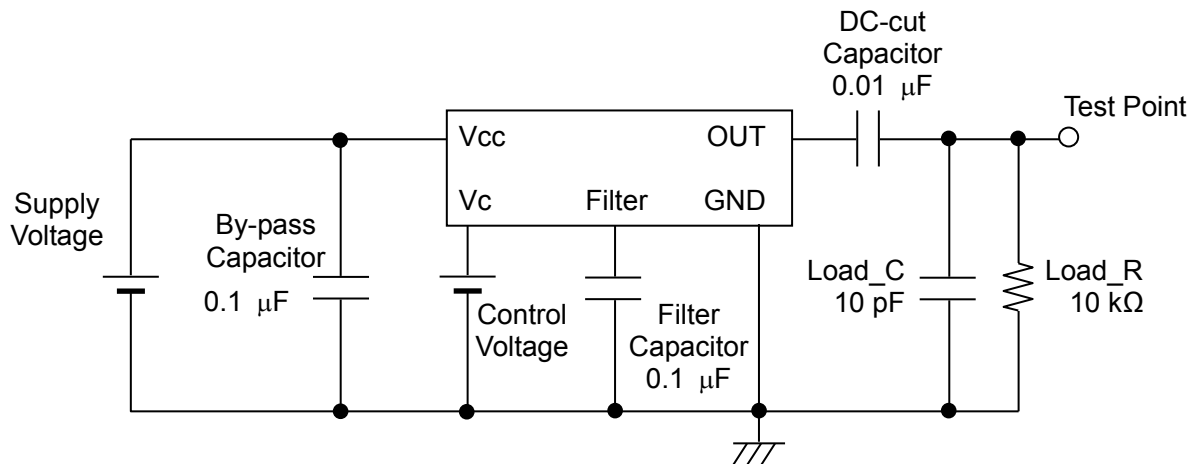 DC-cut
Capacitor
0.01 μF
Test Point
Vcc
OUT
Vc
Filter
GND
Supply
Voltage
By-pass
Capacitor
0.1 μF
Control
Voltage
Filter
Capacitor
0.1 μF
Load_C
10 pF
Load_R
10 kΩ